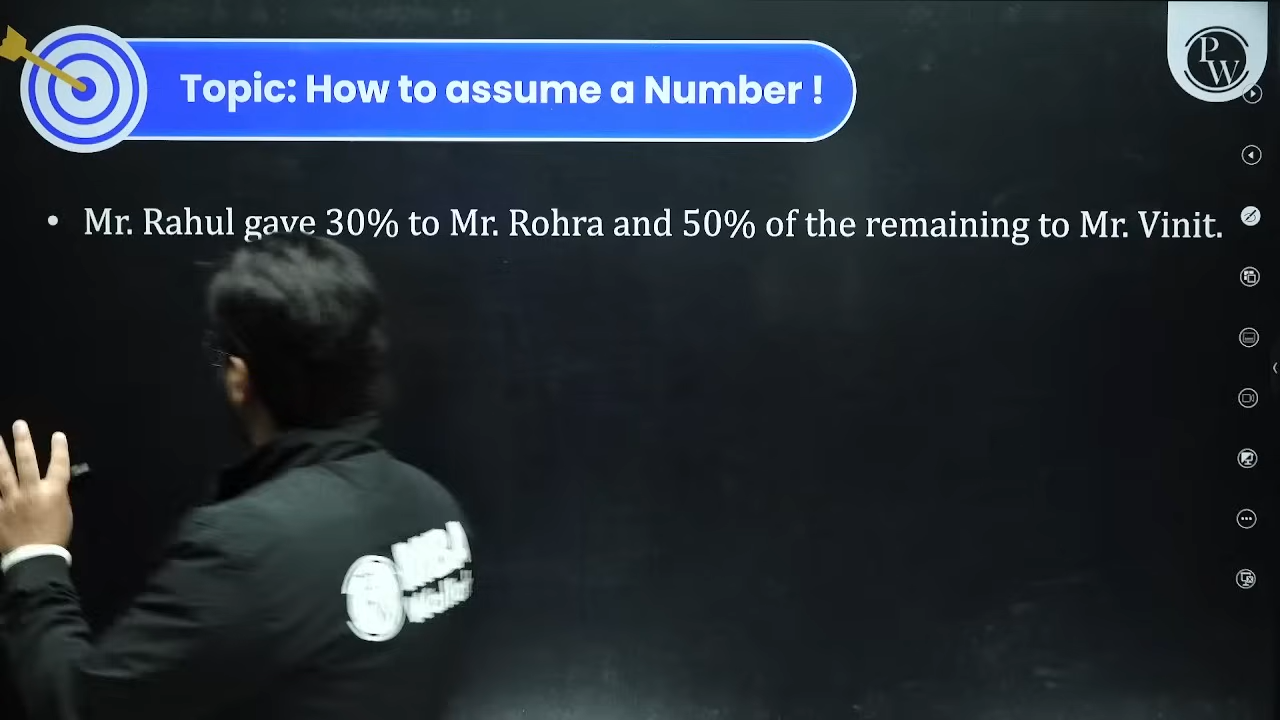 Topic: How to assume a Number !
PW
• Mr. Rahul gave 30% to Mr. Rohra and 50% of the remaining to Mr. Vinit.